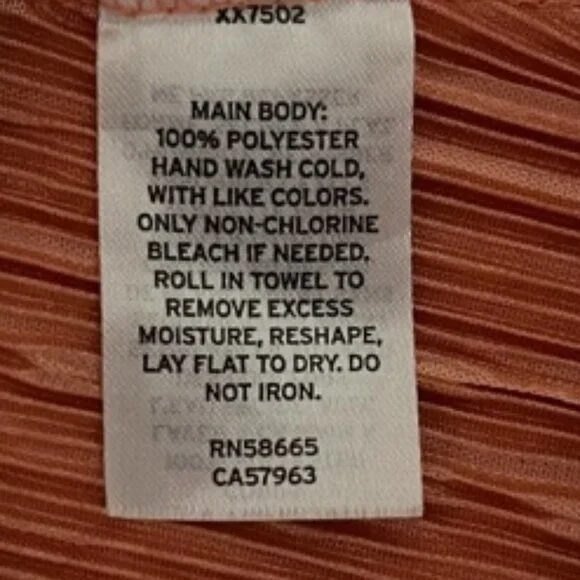 XX7502
MAIN BODY:
100% POLYESTER
HAND WASH COLD,
WITH LIKE COLORS.
ONLY NON-CHLORINE
BLEACH IF NEEDED.
ROLL IN TOWEL TO
REMOVE EXCESS
MOISTURE, RESHAPE,
LAY FLAT TO DRY. DO
NOT IRON.
RN58665
CA57963